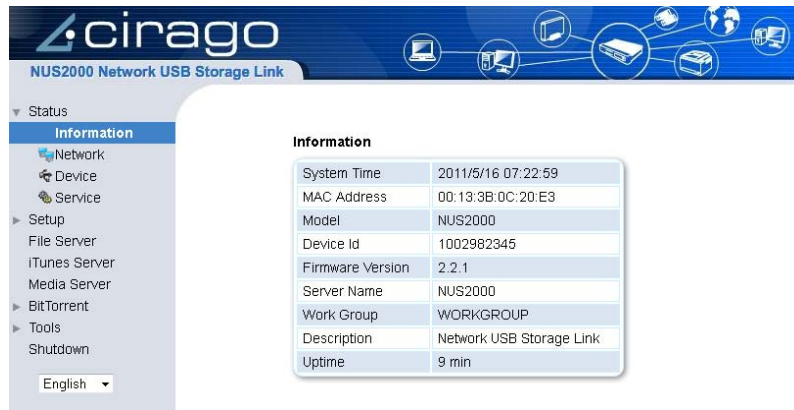 cirago
NUS2000 Network USB Storage Link
Status
Information
Network
Device
Service
Setup
File Server
iTunes Server
Media Server
BitTorrent
Tools
Shutdown
English
Information
System Time 2011/5/16 07:22:59
MAC Address 00:13:3B:0C:20:E3
Model NUS2000
Device Id 1002982345
Firmware Version 2.2.1
Server Name NUS2000
Work Group WORKGROUP
Description Network USB Storage Link
Uptime 9 min